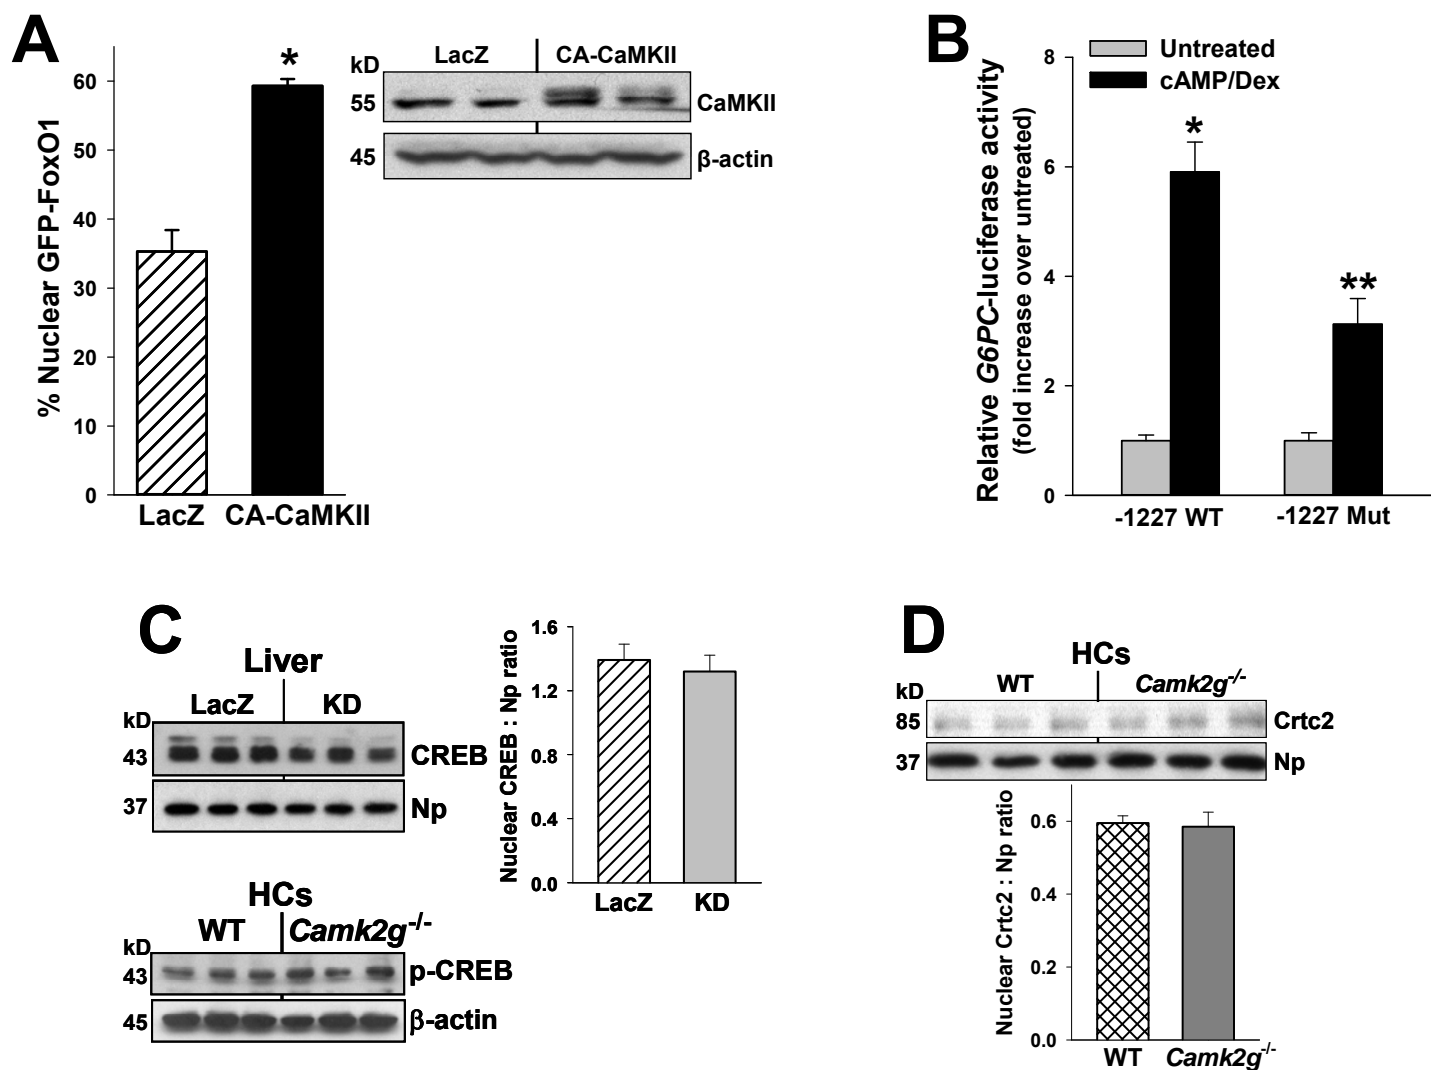 A
% Nuclear GFP-FoxO1
60
50
40
30
20
10
0
*
LacZ CA-CaMKII
kD LacZ CA-CaMKII
55 CaMKII
45 β-actin
B
Relative G6PC-luciferase activity
(fold increase over untreated)
8
6
4
2
0
Untreated
cAMP/Dex
*
**
-1227 WT -1227 Mut
C
Liver
LacZ KD
kD
43 CREB
37 Np
HCs
WT Camk2g-/-
kD
43 p-CREB
45 β-actin
Nuclear CREB : Np ratio
1.6
1.2
0.8
0.4
0.0
LacZ KD
D
HCs
WT Camk2g-/-
kD
85 Crtc2
37 Np
Nuclear Crtc2 : Np ratio
0.6
0.4
0.2
0.0
WT Camk2g-/-